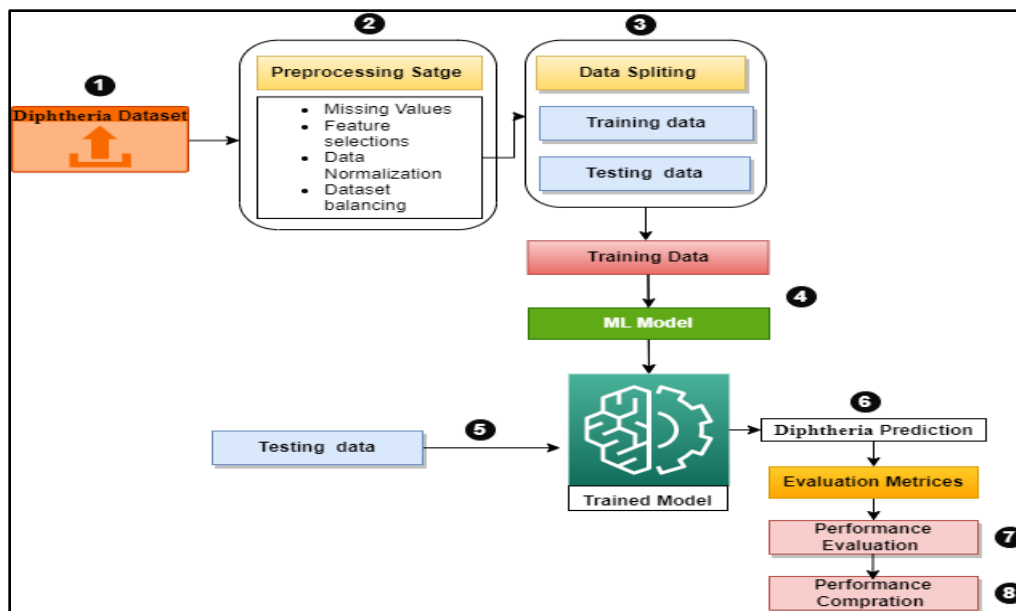 1
Diphtheria Dataset
2
Preprocessing Satge
• Missing Values
• Feature
selections
• Data
Normalization
• Dataset
balancing
3
Data Spliting
Training data
Testing data
Training Data
4
ML Model
5
Testing data
Trained Model
6
Diphtheria Prediction
Evaluation Metrices
Performance
Evaluation
7
Performance
Compration
8